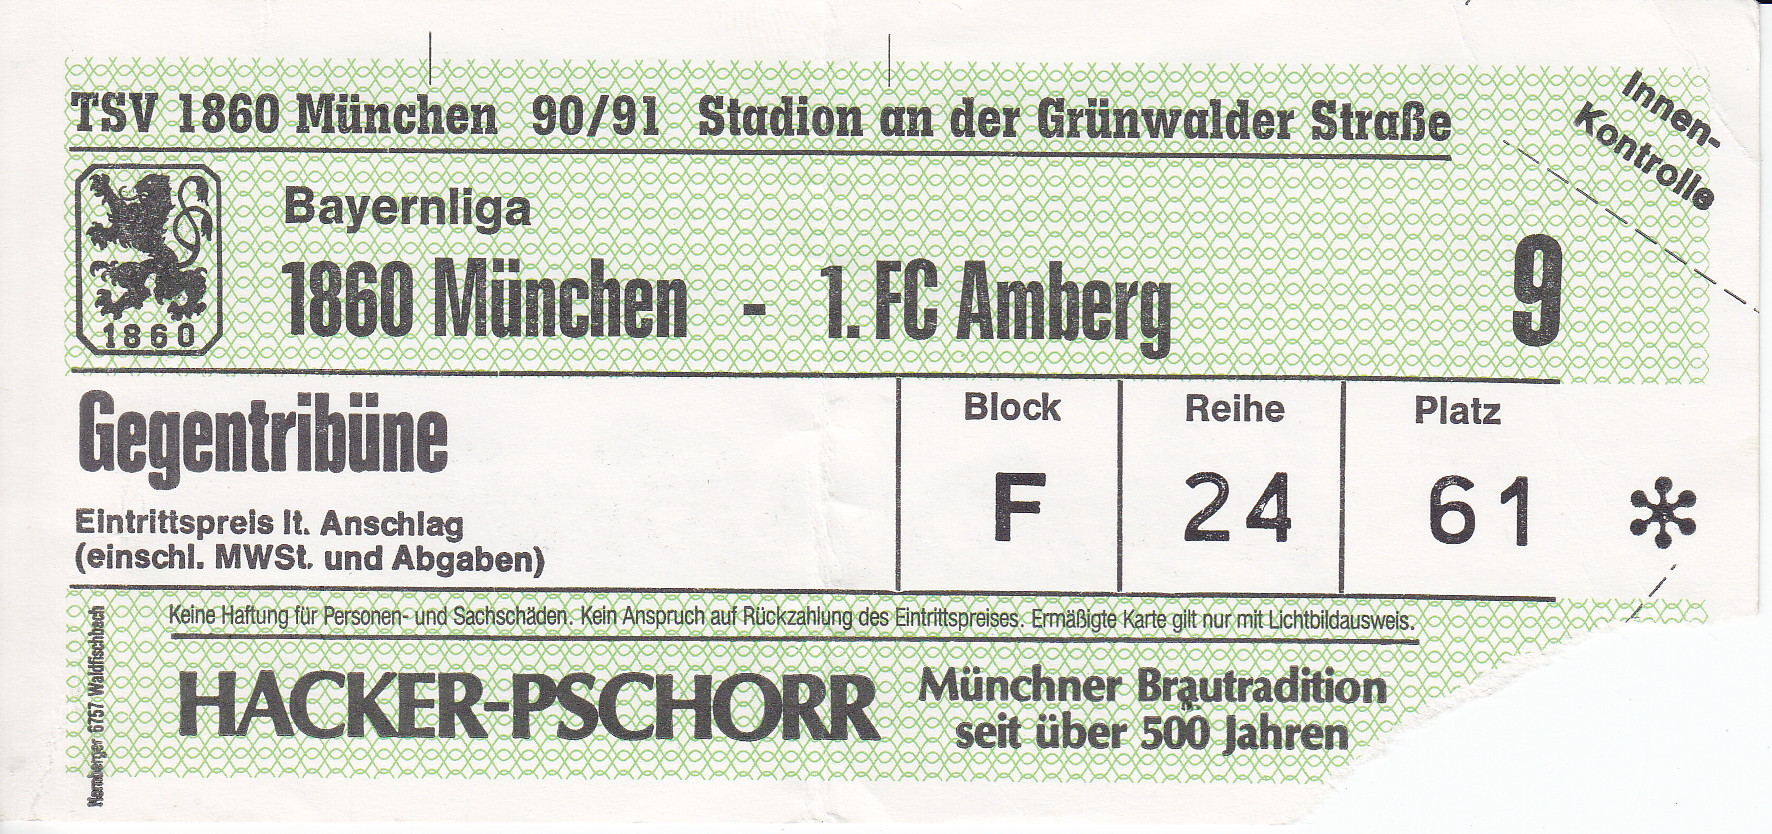 TSV 1860 München 90/91 Stadion an der Grünwalder Straße
Innen-
Kontrolle
Bayernliga
1860 München - 1. FC Amberg
9
1860
Gegentribüne
Block
Reihe
Platz
F
24
61
*
Eintrittspreis lt. Anschlag
(einschl. MWSt. und Abgaben)
Keine Haftung für Personen- und Sachschäden. Kein Anspruch auf Rückzahlung des Eintrittspreises. Ermäßigte Karte gilt nur mit Lichtbildausweis.
HACKER-PSCHORR
Münchner Brautradition
seit über 500 Jahren
6757 Waldfischbach